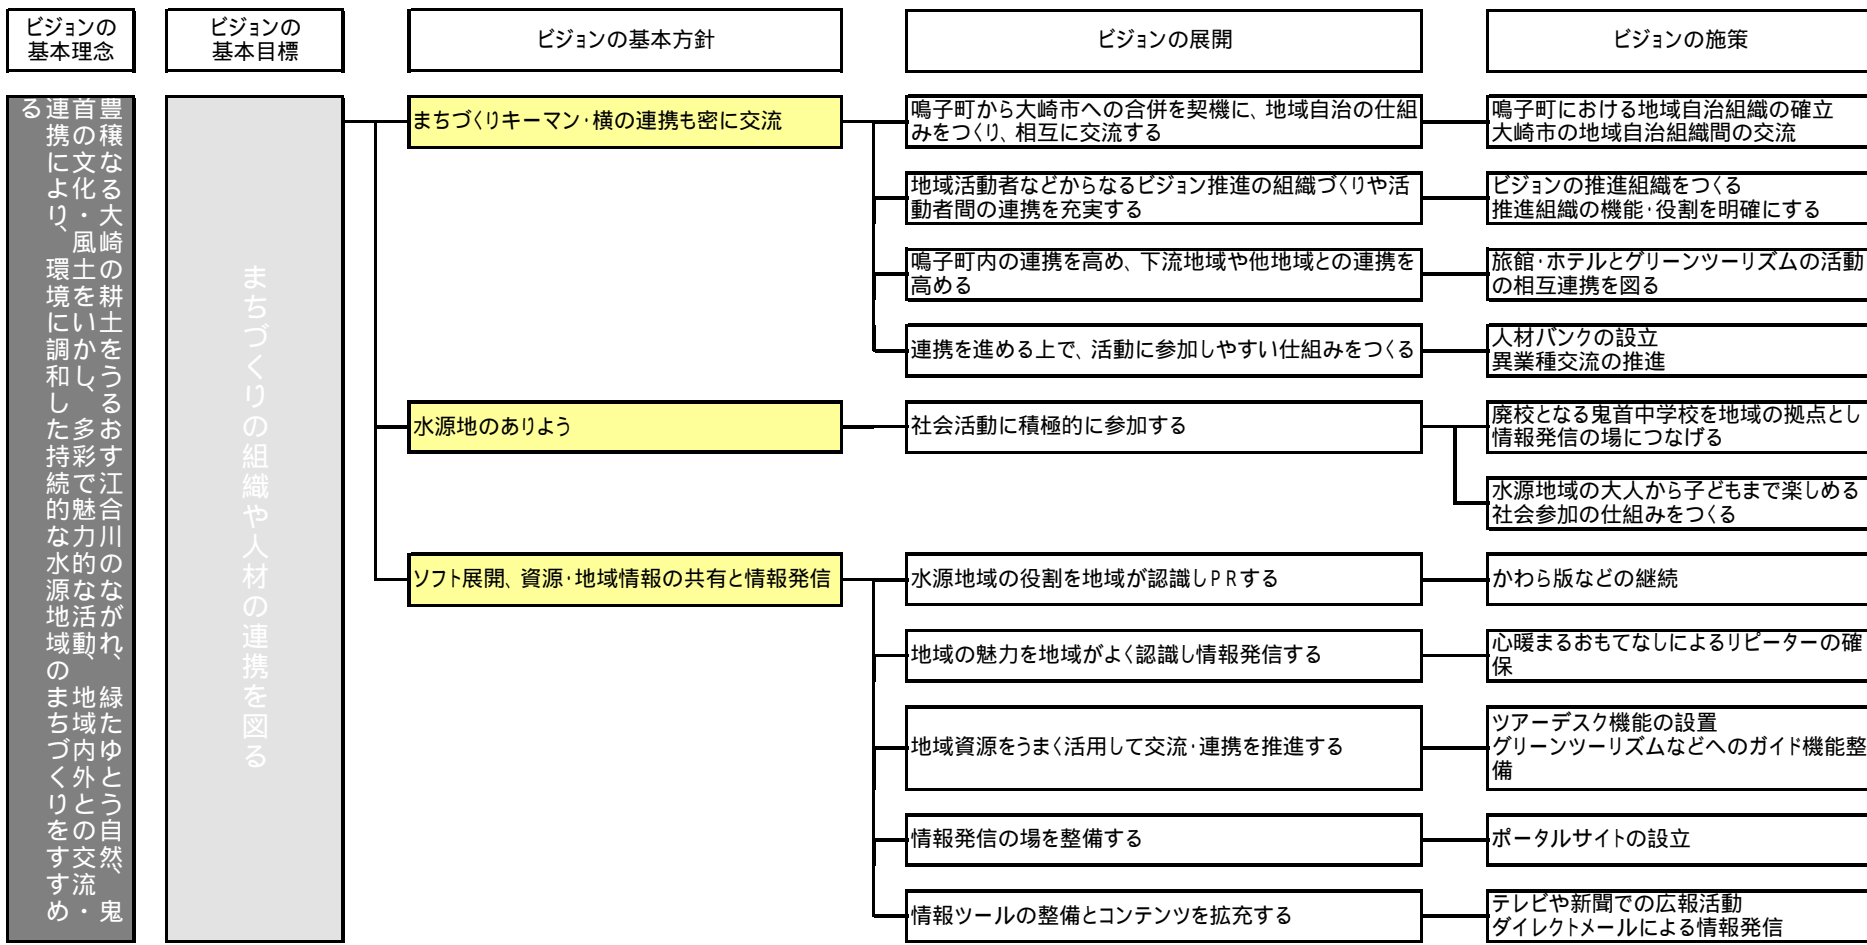 ビジョンの
基本理念
ビジョンの
基本目標
ビジョンの基本方針
ビジョンの展開
ビジョンの施策
豊穣なる大崎の耕土をうるおす江合川のながれ、緑たゆとう自然、鬼
首の文化・風土をいかし、多彩で魅力的な活動、地域内外との交流・
連携により、環境に調和した持続的な水源地域のまちづくりをすすめ
る
まちづくりの組織や人材の連携を図る
まちづくりキーマン・横の連携も密に交流
鳴子町から大崎市への合併を契機に、地域自治の仕組
みをつくり、相互に交流する
鳴子町における地域自治組織の確立
大崎市の地域自治組織間の交流
地域活動者などからなるビジョン推進の組織づくりや活
動者間の連携を充実する
ビジョンの推進組織をつくる
推進組織の機能・役割を明確にする
鳴子町内の連携を高め、下流地域や他地域との連携を
高める
旅館・ホテルとグリーンツーリズムの活動
の相互連携を図る
連携を進める上で、活動に参加しやすい仕組みをつくる
人材バンクの設立
異業種交流の推進
水源地のありよう
社会活動に積極的に参加する
廃校となる鬼首中学校を地域の拠点とし
情報発信の場につなげる
水源地域の大人から子どもまで楽しめる
社会参加の仕組みをつくる
ソフト展開、資源・地域情報の共有と情報発信
水源地域の役割を地域が認識しPRする
かわら版などの継続
地域の魅力を地域がよく認識し情報発信する
心暖まるおもてなしによるリピーターの確
保
地域資源をうまく活用して交流・連携を推進する
ツアーデスク機能の設置
グリーンツーリズムなどへのガイド機能整
備
情報発信の場を整備する
ポータルサイトの設立
情報ツールの整備とコンテンツを拡充する
テレビや新聞での広報活動
ダイレクトメールによる情報発信